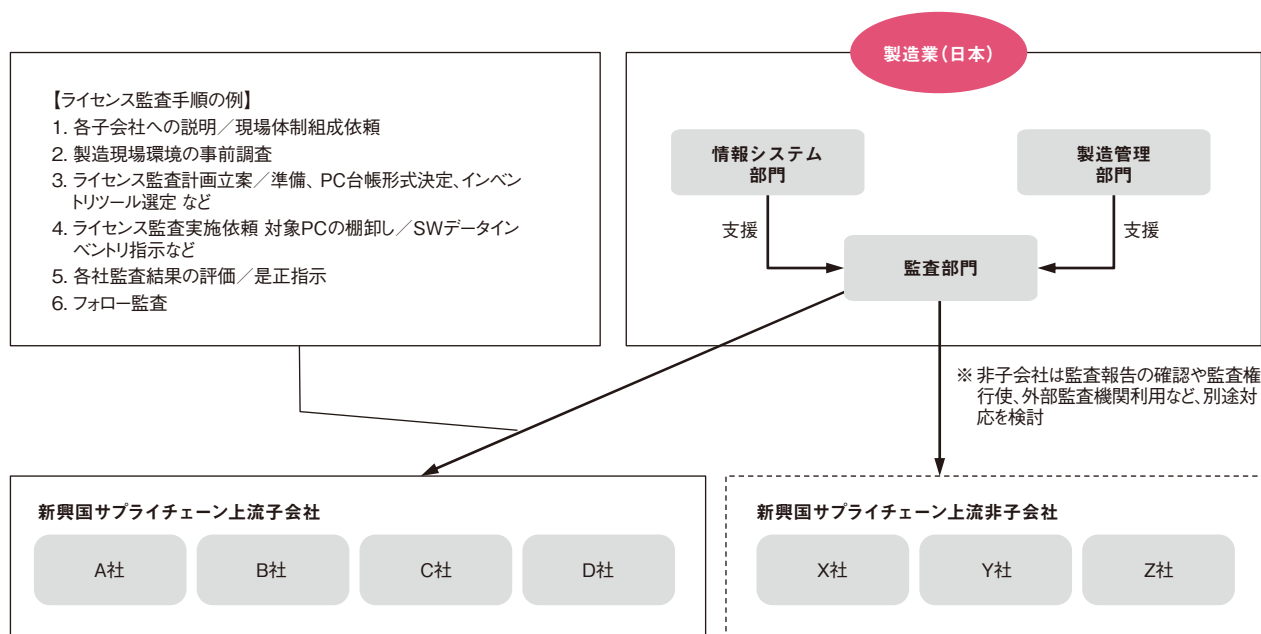 【ライセンス監査手順の例】
1. 各子会社への説明／現場体制組成依頼
2. 製造現場環境の事前調査
3. ライセンス監査計画立案／準備、PC台帳形式決定、インベン
トリツール選定 など
4. ライセンス監査実施依頼 対象PCの棚卸し／SWデータイン
ベントリ指示など
5. 各社監査結果の評価／是正指示
6. フォロー監査
製造業（日本）
情報システム
部門
製造管理
部門
支援
支援
監査部門
※ 非子会社は監査報告の確認や監査権
行使、外部監査機関利用など、別途対
応を検討
新興国サプライチェーン上流子会社
A社
B社
C社
D社
新興国サプライチェーン上流非子会社
X社
Y社
Z社